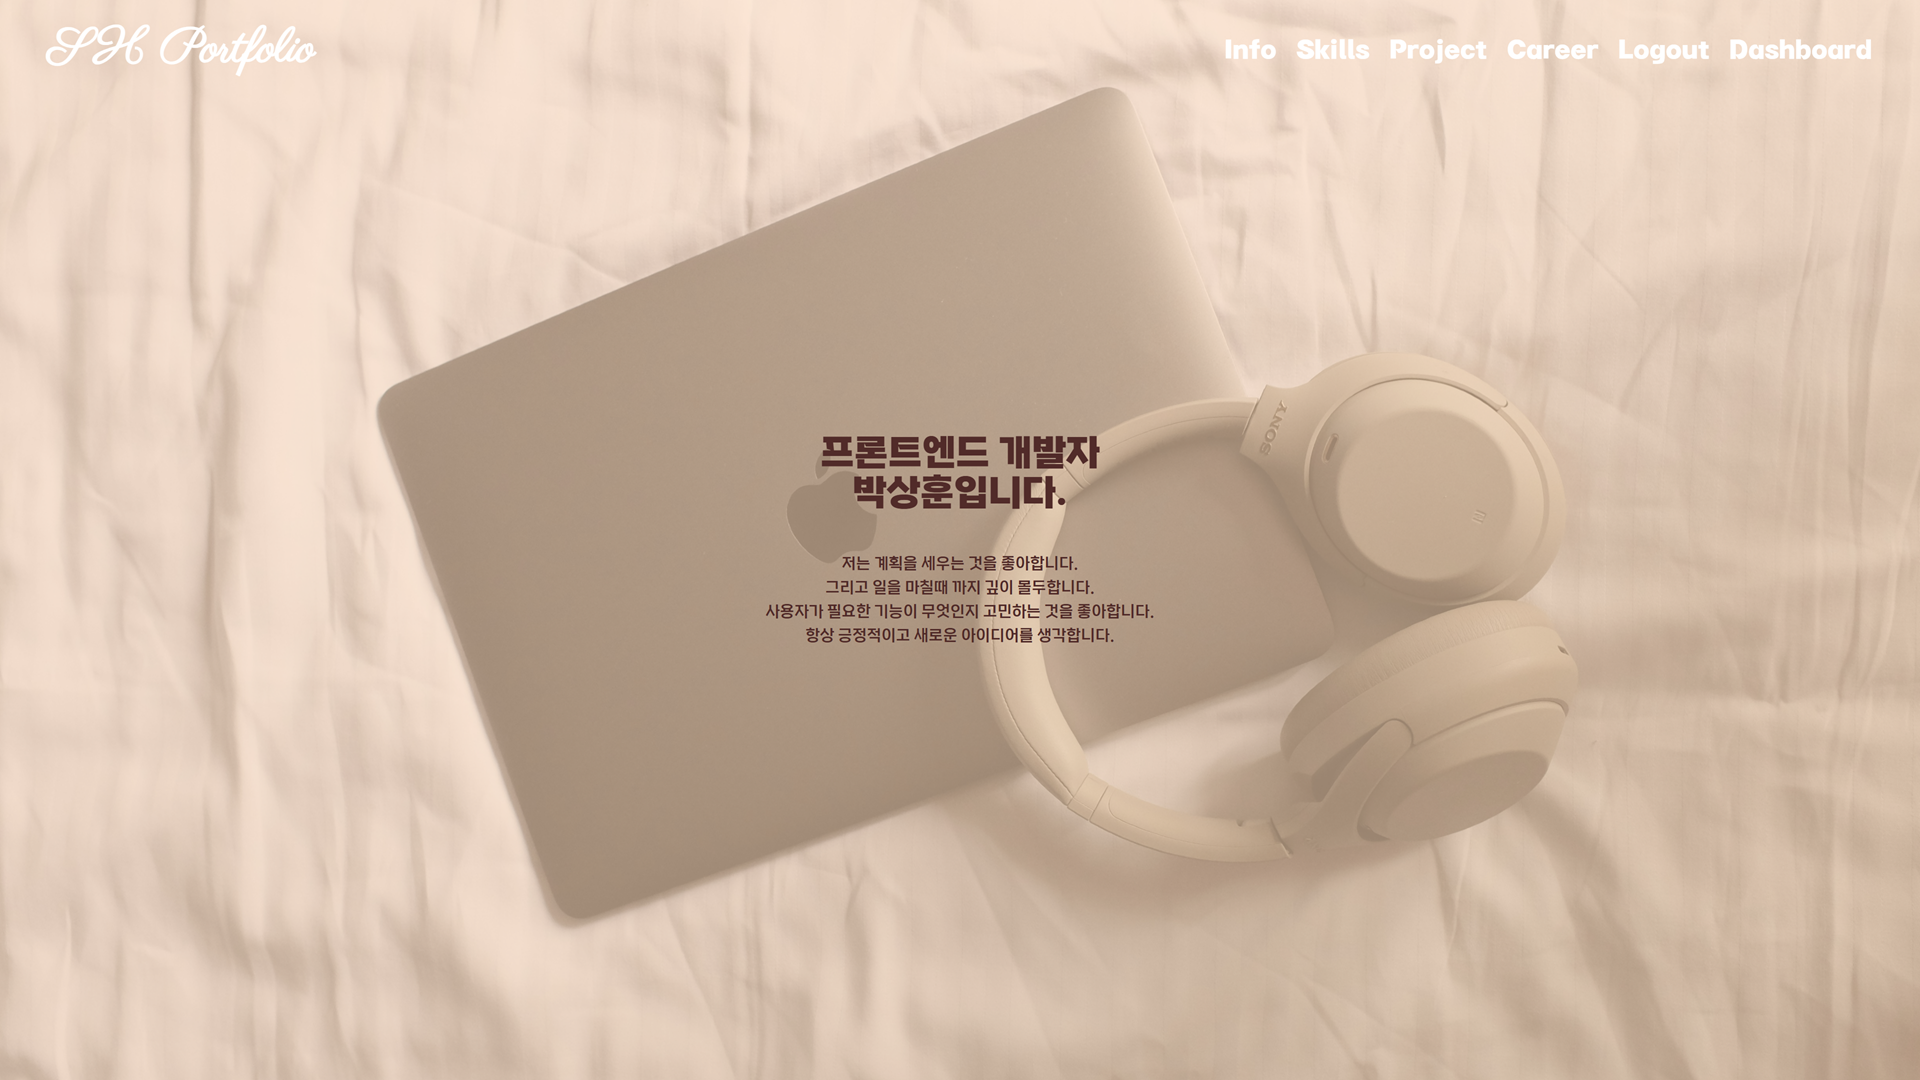 SH Portfolio
Info Skills Project Career Logout Dashboard
프론트엔드 개발자
박상훈입니다.
저는 계획을 세우는 것을 좋아합니다.
그리고 일을 마칠때 까지 깊이 몰두합니다.
사용자가 필요한 기능이 무엇인지 고민하는 것을 좋아합니다.
항상 긍정적이고 새로운 아이디어를 생각합니다.
SONY